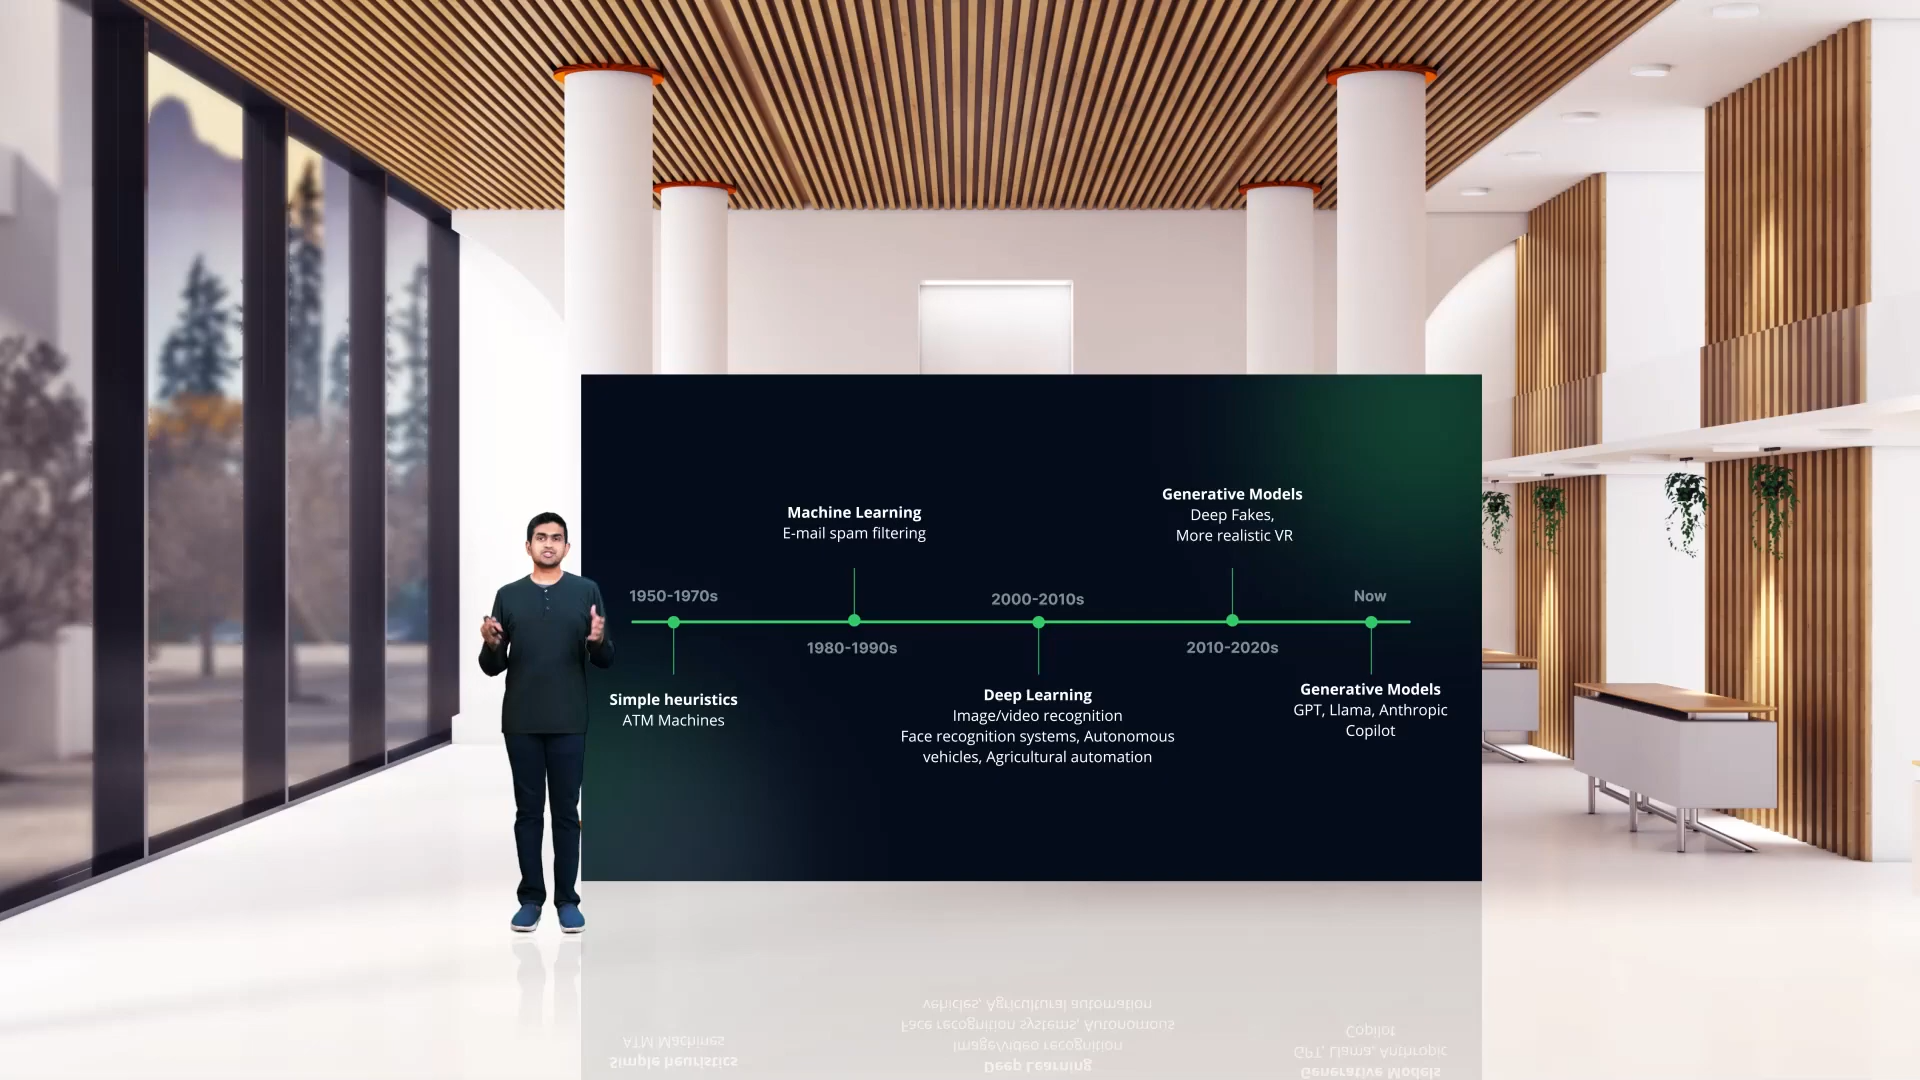 Generative Models
Deep Fakes,
More realistic VR
Machine Learning
E-mail spam filtering
1950-1970s
2000-2010s
Now
1980-1990s
2010-2020s
Simple heuristics
ATM Machines
Deep Learning
Image/video recognition
Face recognition systems, Autonomous
vehicles, Agricultural automation
Generative Models
GPT, Llama, Anthropic
Copilot